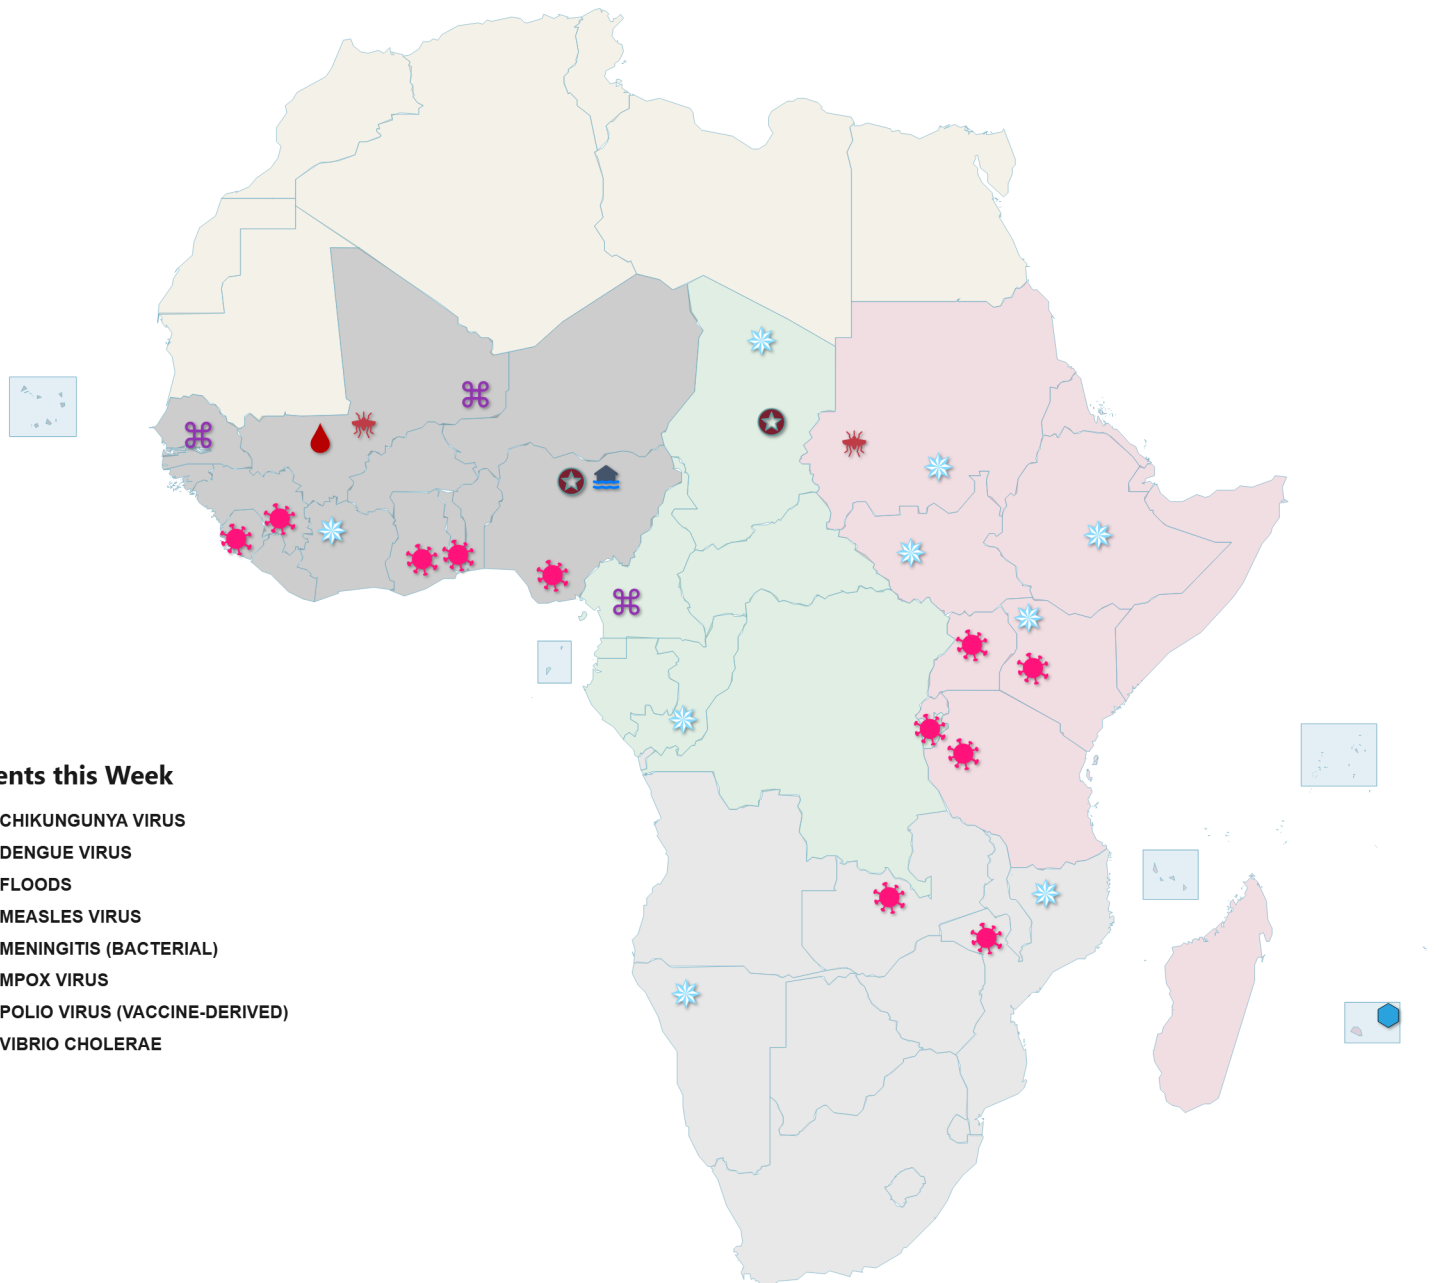 ents this Week
CHIKUNGUNYA VIRUS
DENGUE VIRUS
FLOODS
MEASLES VIRUS
MENINGITIS (BACTERIAL)
MPOX VIRUS
POLIO VIRUS (VACCINE-DERIVED)
VIBRIO CHOLERAE